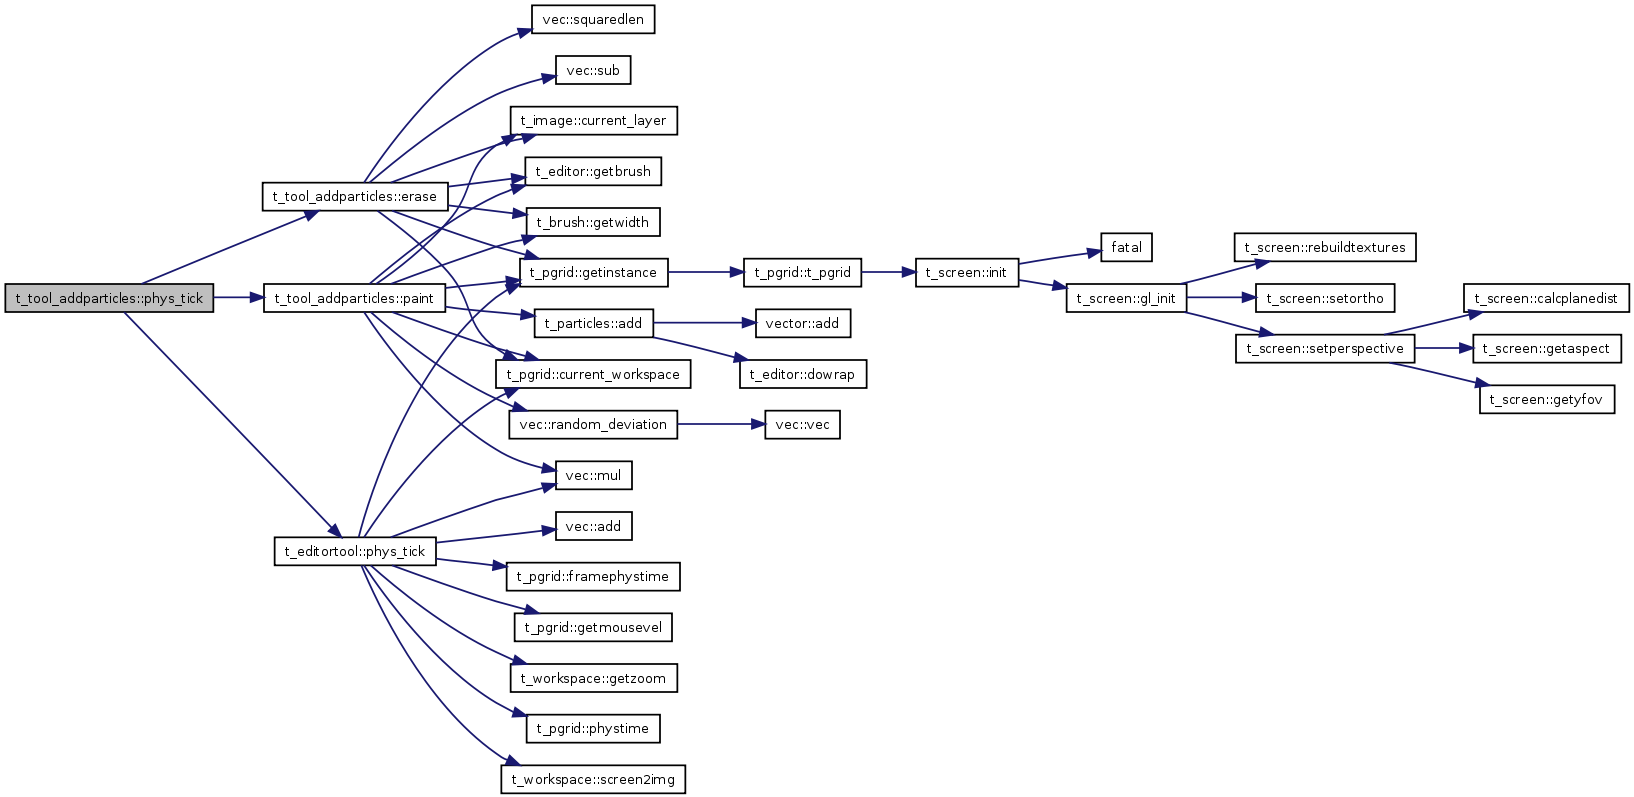 vec::squaredlen
vec::sub
t_image::current_layer
t_editor::getbrush
t_tool_addparticles::erase
t_brush::getwidth
fatal
t_screen::rebuildtextures
t_pgrid::getinstance
t_pgrid::t_pgrid
t_screen::init
t_tool_addparticles::phys_tick
t_tool_addparticles::paint
t_screen::gl_init
t_screen::setortho
t_screen::calcplanedist
t_particles::add
vector::add
t_screen::setperspective
t_screen::getaspect
t_pgrid::current_workspace
t_editor::dowrap
t_screen::getyfov
vec::random_deviation
vec::vec
vec::mul
vec::add
t_editortool::phys_tick
t_pgrid::framephystime
t_pgrid::getmousevel
t_workspace::getzoom
t_pgrid::phystime
t_workspace::screen2img